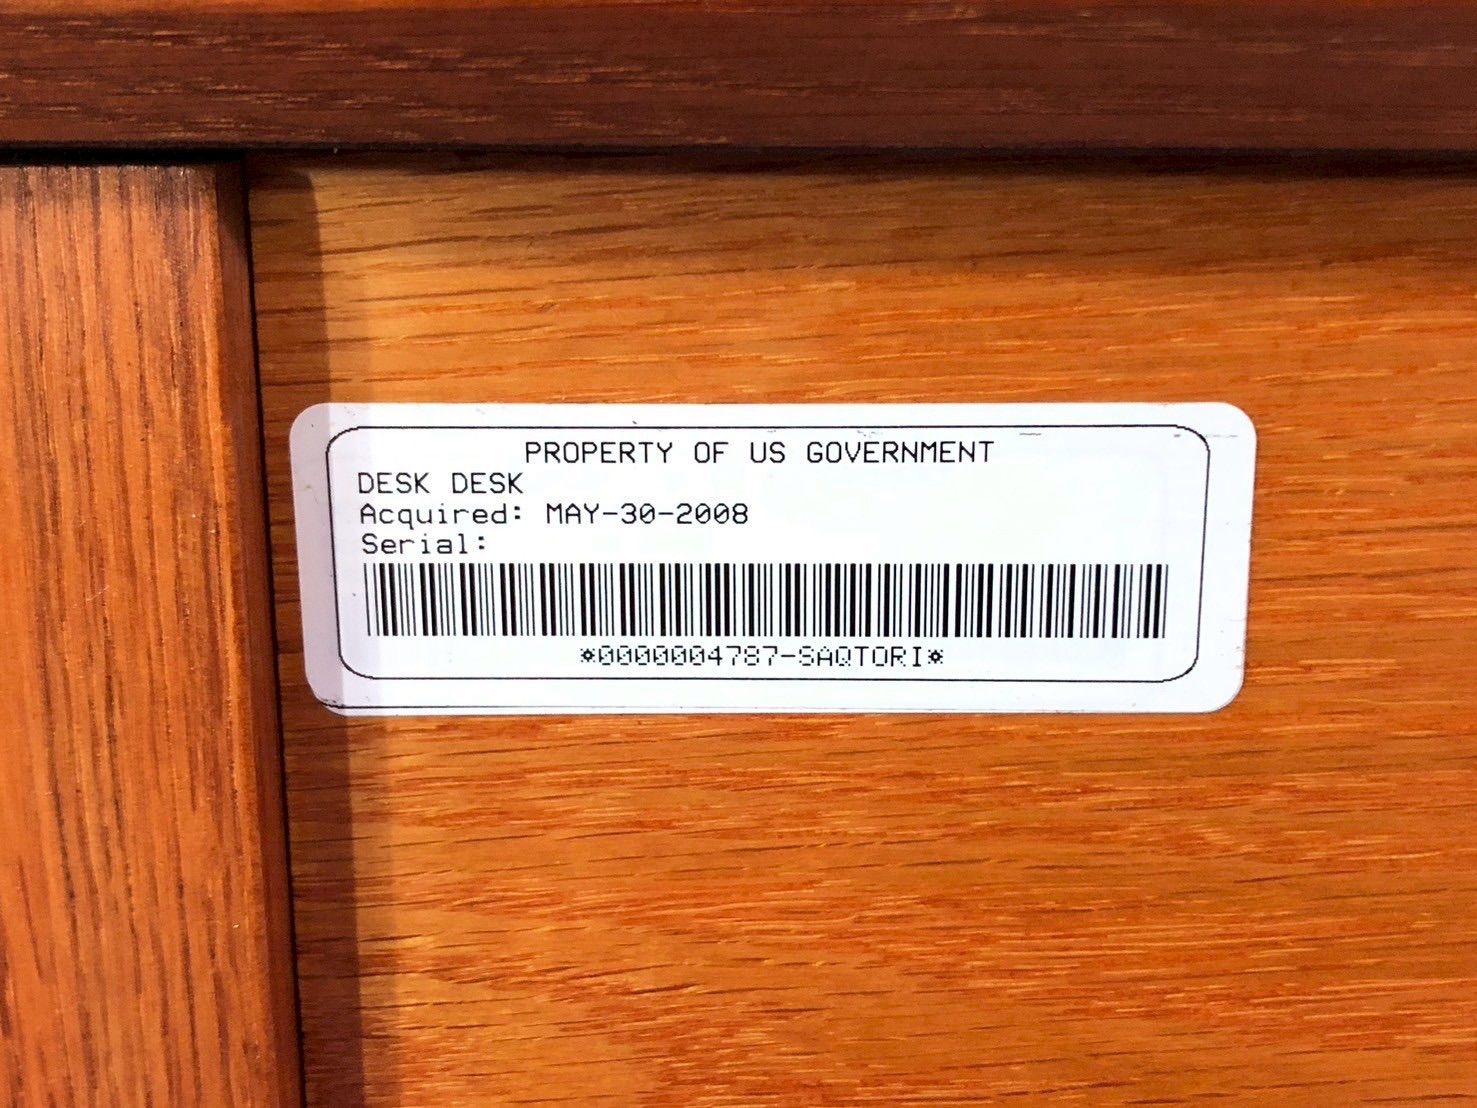 PROPERTY OF US GOVERNMENT
DESK DESK
Acquired: MAY-30-2008
Serial:
*0000004787-SAQTORI*